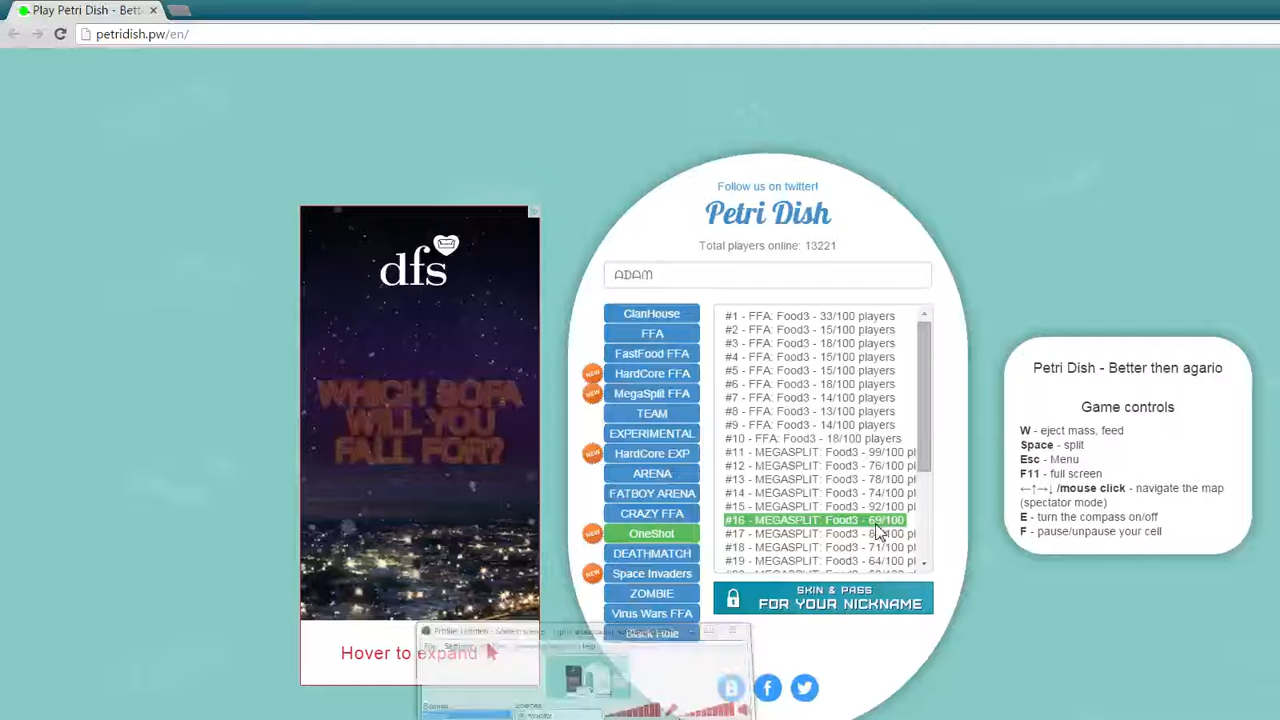 Play Petri Dish - Bett
petridish.pw/en/
dfs
WHICH SOFA
WILL YOU
FALL FOR?
Hover to expand
Follow us on twitter!
Petri Dish
Total players online: 13221
ADAM
ClanHouse
FFA
FastFood FFA
NEW HardCore FFA
NEW MegaSplit FFA
TEAM
EXPERIMENTAL
NEW HardCore EXP
ARENA
FATBOY ARENA
CRAZY FFA
NEW OneShot
DEATHMATCH
NEW Space Invaders
ZOMBIE
Virus Wars FFA
Black Hole
#1 - FFA: Food3 - 33/100 players
#2 - FFA: Food3 - 15/100 players
#3 - FFA: Food3 - 18/100 players
#4 - FFA: Food3 - 15/100 players
#5 - FFA: Food3 - 15/100 players
#6 - FFA: Food3 - 18/100 players
#7 - FFA: Food3 - 14/100 players
#8 - FFA: Food3 - 13/100 players
#9 - FFA: Food3 - 14/100 players
#10 - FFA: Food3 - 18/100 players
#11 - MEGASPLIT: Food3 - 99/100 pl
#12 - MEGASPLIT: Food3 - 76/100 pl
#13 - MEGASPLIT: Food3 - 78/100 pl
#14 - MEGASPLIT: Food3 - 74/100 pl
#15 - MEGASPLIT: Food3 - 92/100 pl
#16 - MEGASPLIT: Food3 - 69/100
#17 - MEGASPLIT: Food3 - pl
#18 - MEGASPLIT: Food3 - 71/100 pl
#19 - MEGASPLIT: Food3 - 64/100 pl
SKIN & PASS
FOR YOUR NICKNAME
Petri Dish - Better then agario
Game controls
W - eject mass, feed
Space - split
Esc - Menu
F11 - full screen
←↑→↓ /mouse click - navigate the map
(spectator mode)
E - turn the compass on/off
F - pause/unpause your cell
File
Help